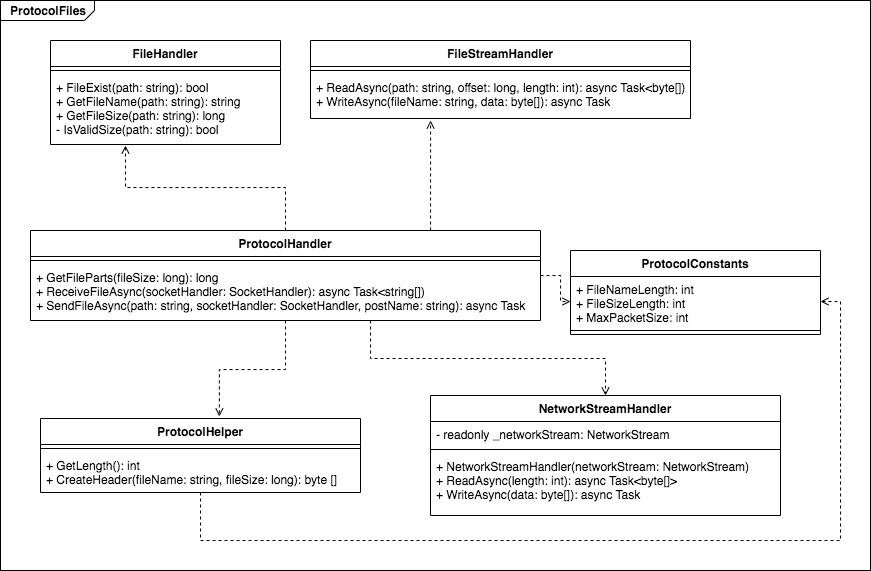 ProtocolFiles
FileHandler
+ FileExist(path: string): bool
+ GetFileName(path: string): string
+ GetFileSize(path: string): long
- IsValidSize(path: string): bool
FileStreamHandler
+ ReadAsync(path: string, offset: long, length: int): async Task<byte[])
+ WriteAsync(fileName: string, data: byte[]): async Task
ProtocolHandler
+ GetFileParts(fileSize: long): long
+ ReceiveFileAsync(socketHandler: SocketHandler): async Task<string[])
+ SendFileAsync(path: string, socketHandler: SocketHandler, postName: string): async Task
ProtocolConstants
+ FileNameLength: int
+ FileSizeLength: int
+ MaxPacketSize: int
ProtocolHelper
+ GetLength(): int
+ CreateHeader(fileName: string, fileSize: long): byte []
NetworkStreamHandler
- readonly _networkStream: NetworkStream
+ NetworkStreamHandler(networkStream: NetworkStream)
+ ReadAsync(length: int): async Task<byte[]>
+ WriteAsync(data: byte[]): async Task